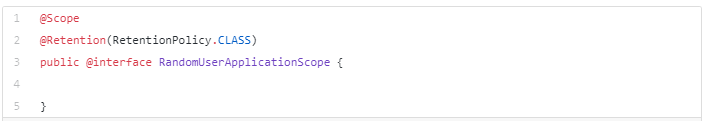 1 @Scope
2 @Retention(RetentionPolicy.CLASS)
3 public @interface RandomUserApplicationScope {
4
5 }